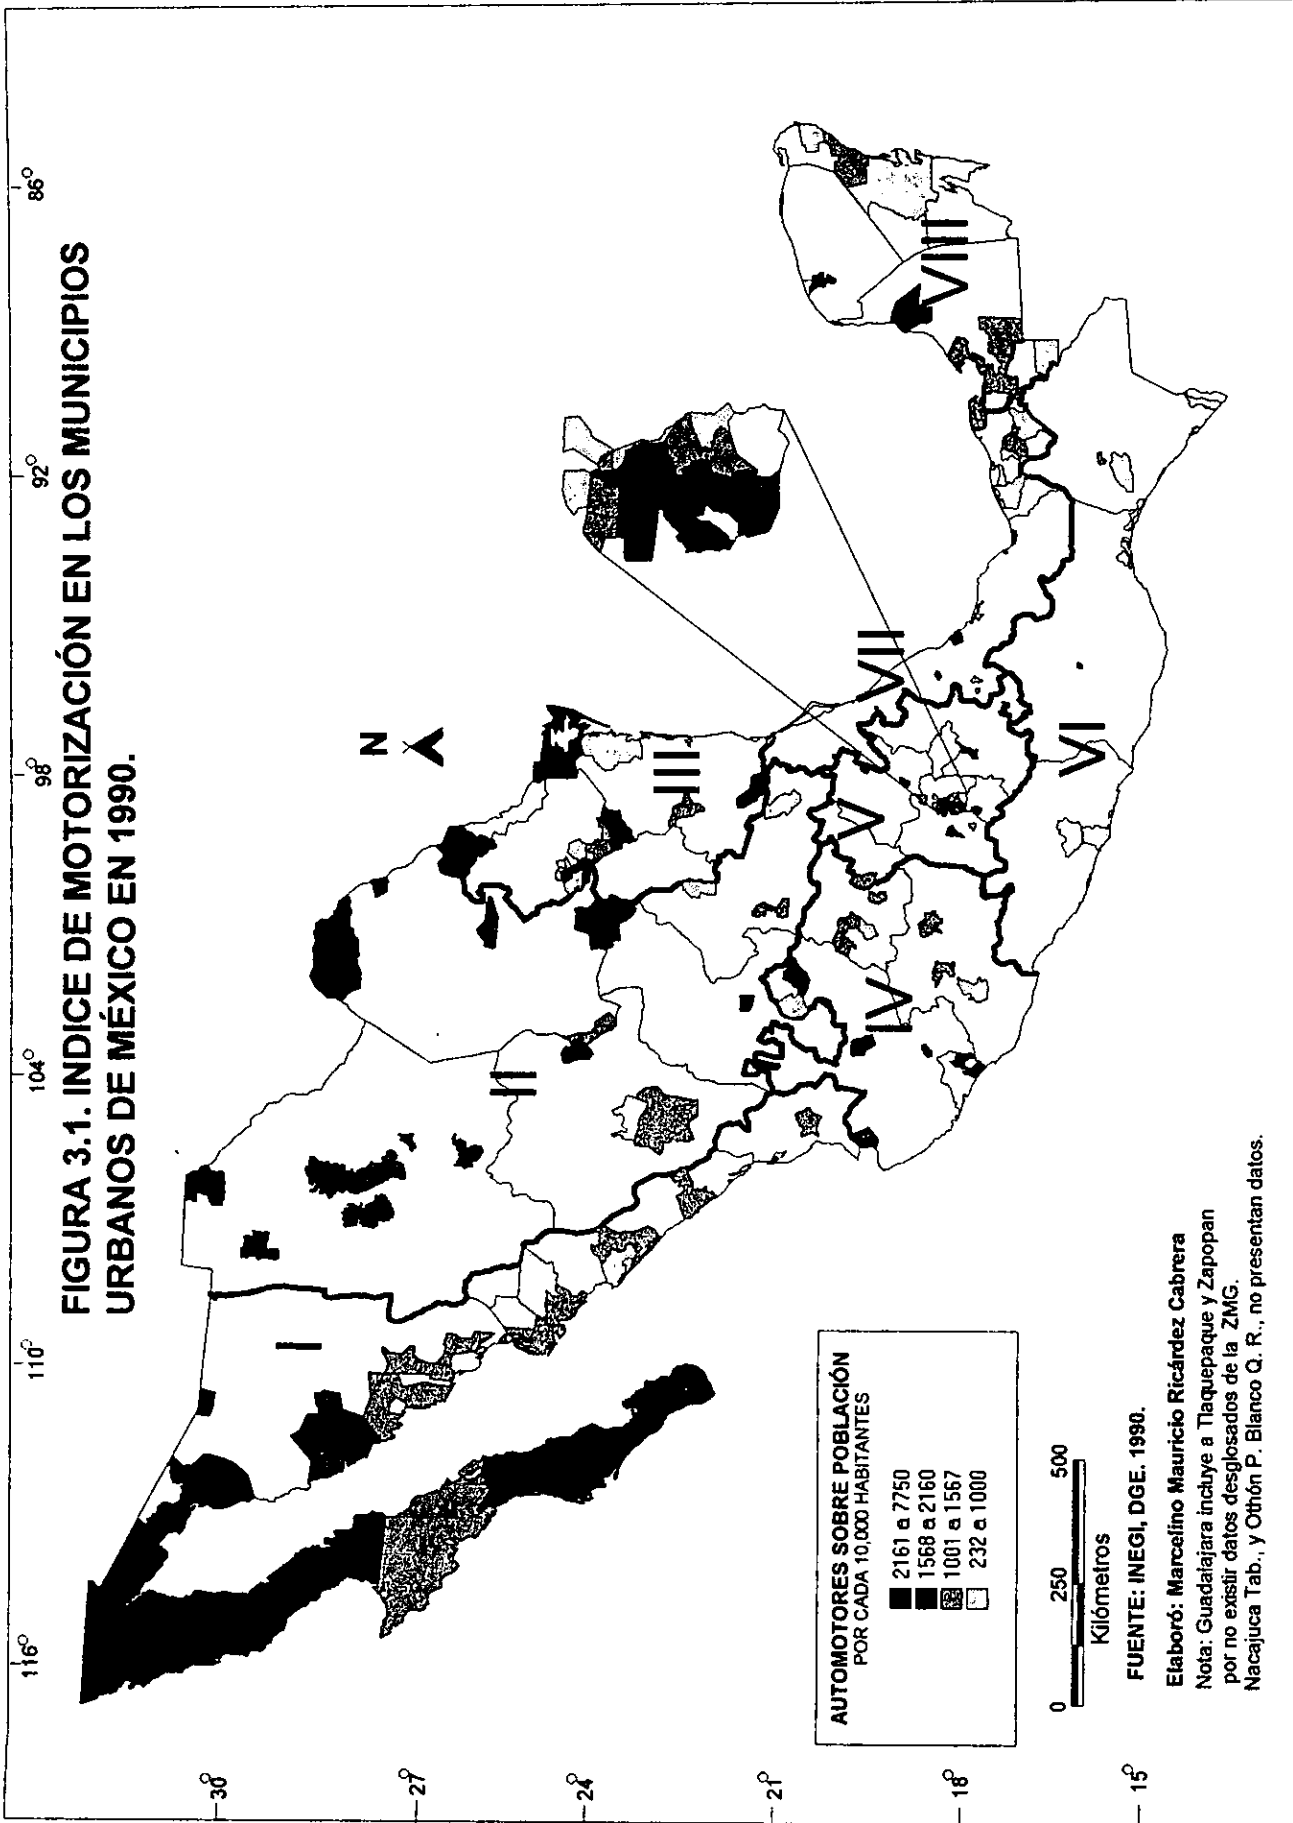 FIGURA 3.1. INDICE DE MOTORIZACIÓN EN LOS MUNICIPIOS
URBANOS DE MÉXICO EN 1990.
116°
110°
104°
98°
92°
86°
30°
27
24
21
18
15°
N
I
II
III
IV
V
VI
VII
VIII
AUTOMOTORES SOBRE POBLACIÓN
POR CADA 10,000 HABITANTES
2161 a 7750
1568 a 2160
1001 a 1567
232 a 1000
0 250 500
Kilómetros
FUENTE: INEGI, DGE. 1990.
Elaboró: Marcelino Mauricio Ricárdez Cabrera
Nota: Guadalajara incluye a Tlaquepaque y Zapopan
por no existir datos desglosados de la ZMG.
Nacajuca Tab., y Othón P. Blanco Q. R., no presentan datos.